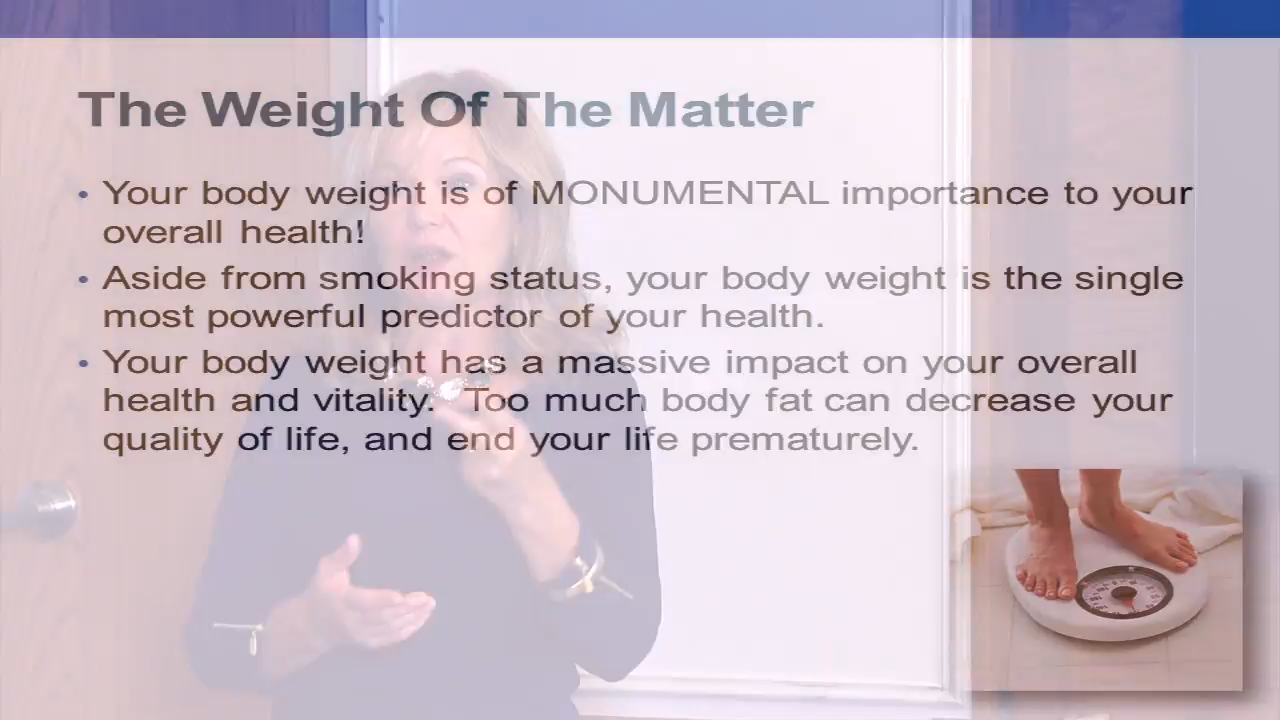 The Weight Of The Matter
• Your body weight is of MONUMENTAL importance to your
overall health!
• Aside from smoking status, your body weight is the single
most powerful predictor of your health.
• Your body weight has a massive impact on your overall
health and vitality. Too much body fat can decrease your
quality of life, and end your life prematurely.